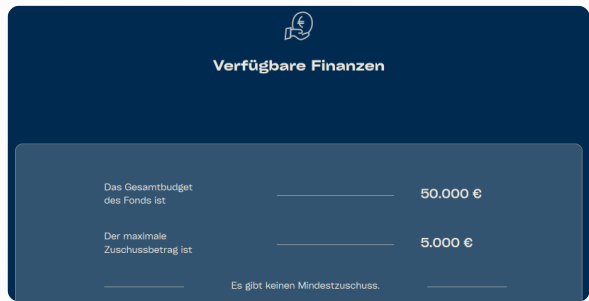 Verfügbare Finanzen
Das Gesamtbudget
des Fonds ist
50.000 €
Der maximale
Zuschussbetrag ist
5.000 €
Es gibt keinen Mindestzuschuss.